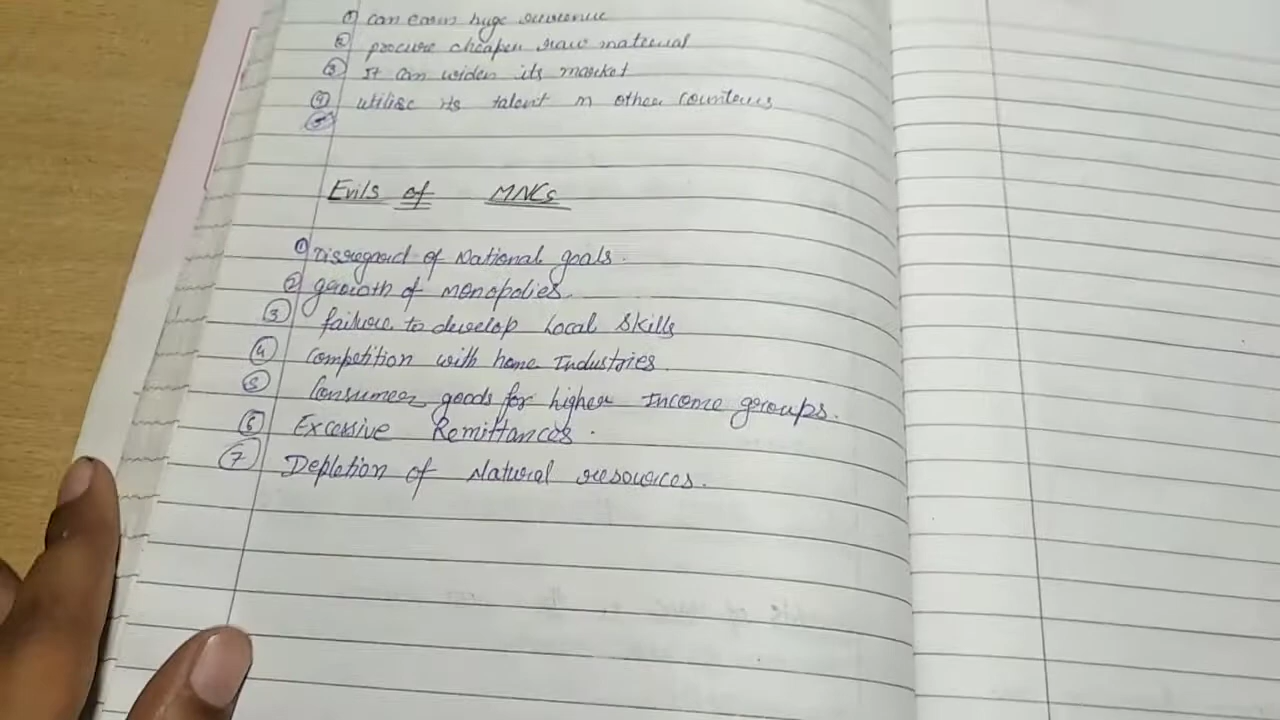 ① can earn huge revenue
② procure cheaper raw material
③ It can widen its market
④ utilise its talent in other countries
⑤
Evils of MNCs
① Disregard of National goals.
② growth of monopolies.
③ failure to develop Local Skills
④ competition with home Industries.
⑤ Consumer goods for higher Income groups.
⑥ Excessive Remittances.
⑦ Depletion of Natural resources.